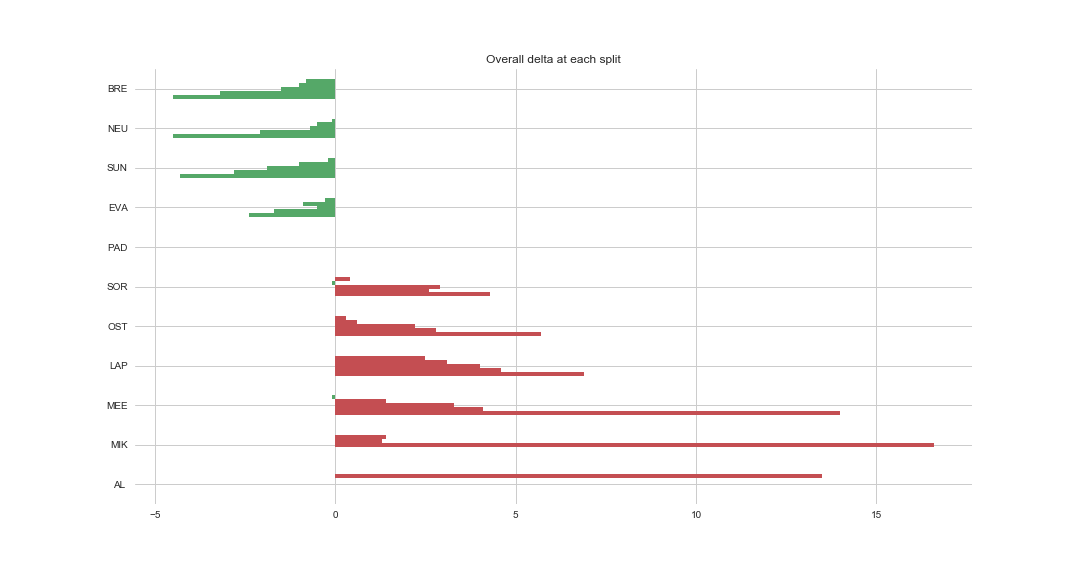 Overall delta at each split
BRE
NEU
SUN
EVA
PAD
SOR
OST
LAP
MEE
MIK
AL
−5 0 5 10 15